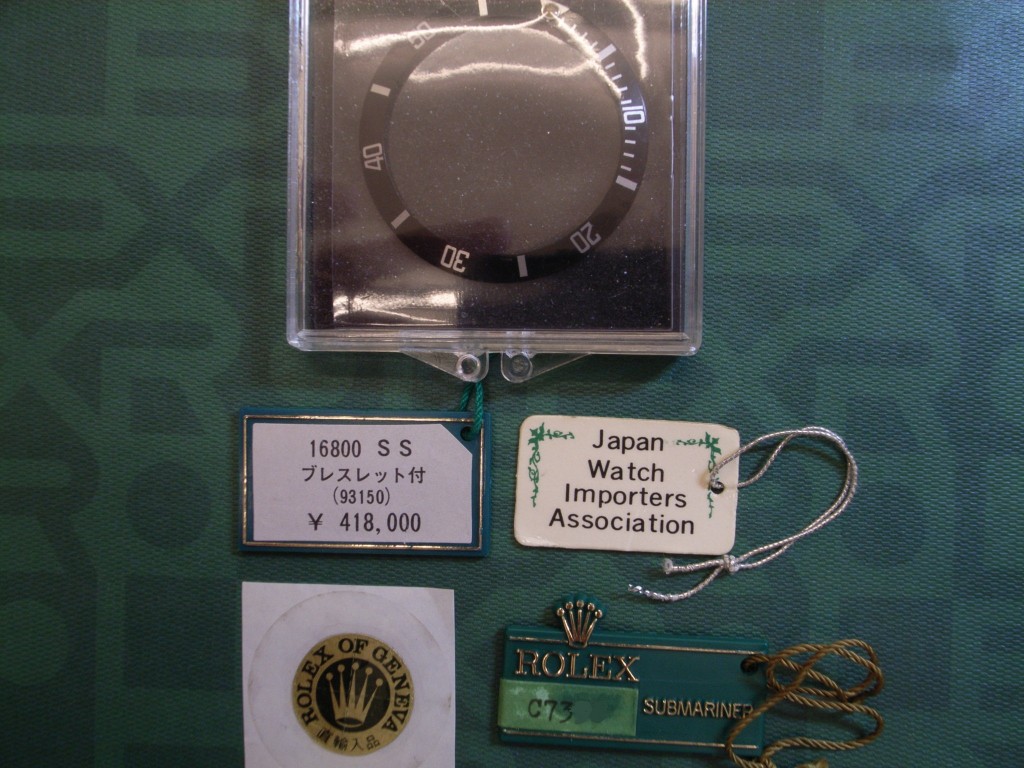 50
10
40
20
30
16800 SS
ブレスレット付
(93150)
¥ 418,000
Japan
Watch
Importers
Association
ROLEX OF GENEVA
直輸入品
ROLEX
C73
SUBMARINER